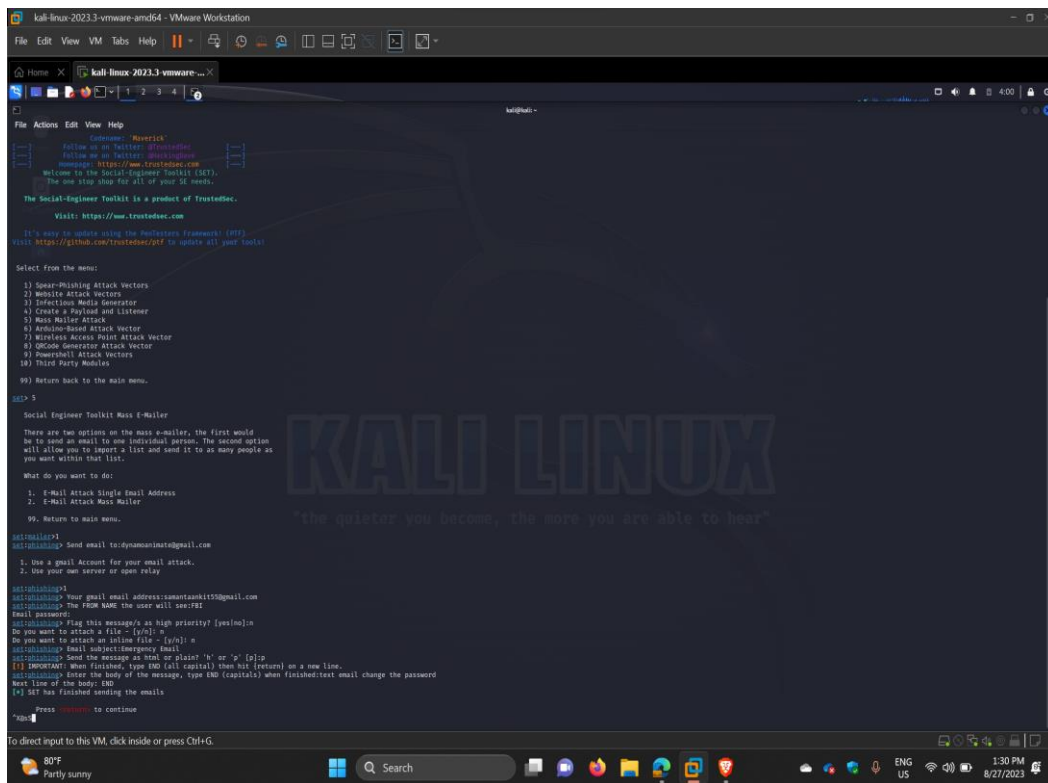 kali-linux-2023.3-vmware-amd64 - VMware Workstation
File Edit View VM Tabs Help
Home
kali-linux-2023.3-vmware-...
1 2 3 4
4:00
kali@kali: ~
File Actions Edit View Help
Codename: 'Maverick'
[---] Follow us on Twitter: @TrustedSec [---]
[---] Follow me on Twitter: @HackingDave [---]
[---] Homepage: https://www.trustedsec.com [---]
Welcome to the Social-Engineer Toolkit (SET).
The one stop shop for all of your SE needs.
The Social-Engineer Toolkit is a product of TrustedSec.
Visit: https://www.trustedsec.com
It's easy to update using the PenTesters Framework! (PTF)
Visit https://github.com/trustedsec/ptf to update all your tools!
Select from the menu:
1) Spear-Phishing Attack Vectors
2) Website Attack Vectors
3) Infectious Media Generator
4) Create a Payload and Listener
5) Mass Mailer Attack
6) Arduino-Based Attack Vector
7) Wireless Access Point Attack Vector
8) QRCode Generator Attack Vector
9) Powershell Attack Vectors
10) Third Party Modules
99) Return back to the main menu.
set> 5
Social Engineer Toolkit Mass E-Mailer
There are two options on the mass e-mailer, the first would
be to send an email to one individual person. The second option
will allow you to import a list and send it to as many people as
you want within that list.
What do you want to do:
1. E-Mail Attack Single Email Address
2. E-Mail Attack Mass Mailer
99. Return to main menu.
set:mailer>1
set:phishing> Send email to:dynamoanimate@gmail.com
1. Use a gmail Account for your email attack.
2. Use your own server or open relay
set:phishing>1
set:phishing> Your gmail email address:samantaankit55@gmail.com
set:phishing> The FROM NAME the user will see:FBI
Email password:
set:phishing> Flag this message/s as high priority? [yes|no]:n
Do you want to attach a file - [y/n]: n
Do you want to attach an inline file - [y/n]: n
set:phishing> Email subject:Emergency Email
set:phishing> Send the message as html or plain? 'h' or 'p' [p]:p
[!] IMPORTANT: When finished, type END (all capital) then hit {return} on a new line.
set:phishing> Enter the body of the message, type END (capitals) when finished:text email change the password
Next line of the body: END
[*] SET has finished sending the emails
Press <return> to continue
KALI LINUX
"the quieter you become, the more you are able to hear"
To direct input to this VM, click inside or press Ctrl+G.
80°F
Partly sunny
Search
ENG
US
1:30 PM
8/27/2023